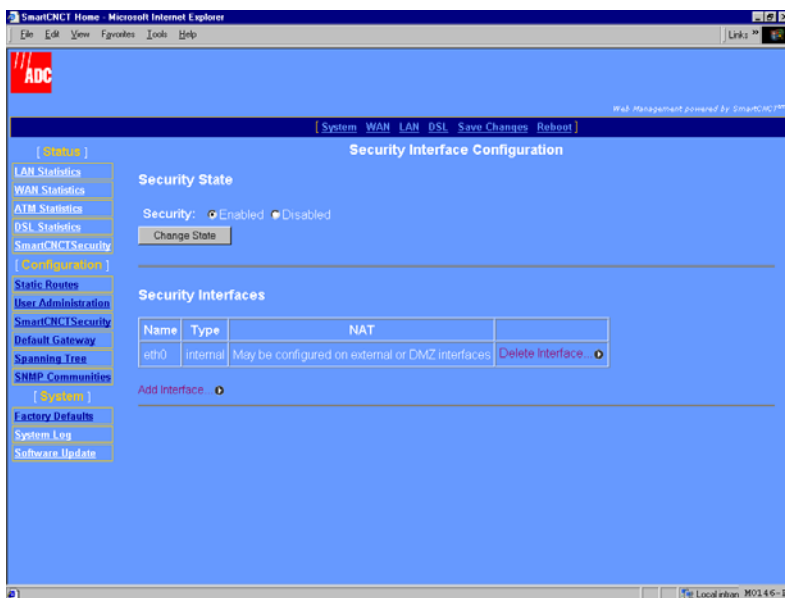 SmartCNCT Home - Microsoft Internet Explorer
File Edit View Favorites Tools Help
Links »
ADC
Web Management powered by SmartCNCT
[ System WAN LAN DSL Save Changes Reboot ]
[ Status ]
LAN Statistics
WAN Statistics
ATM Statistics
DSL Statistics
SmartCNCTSecurity
[ Configuration ]
Static Routes
User Administration
SmartCNCTSecurity
Default Gateway
Spanning Tree
SNMP Communities
[ System ]
Factory Defaults
System Log
Software Update
Security Interface Configuration
Security State
Security: Enabled Disabled
Change State
Security Interfaces
Name Type NAT
eth0 internal May be configured on external or DMZ interfaces Delete Interface...
Add Interface...
Local intran M0146-